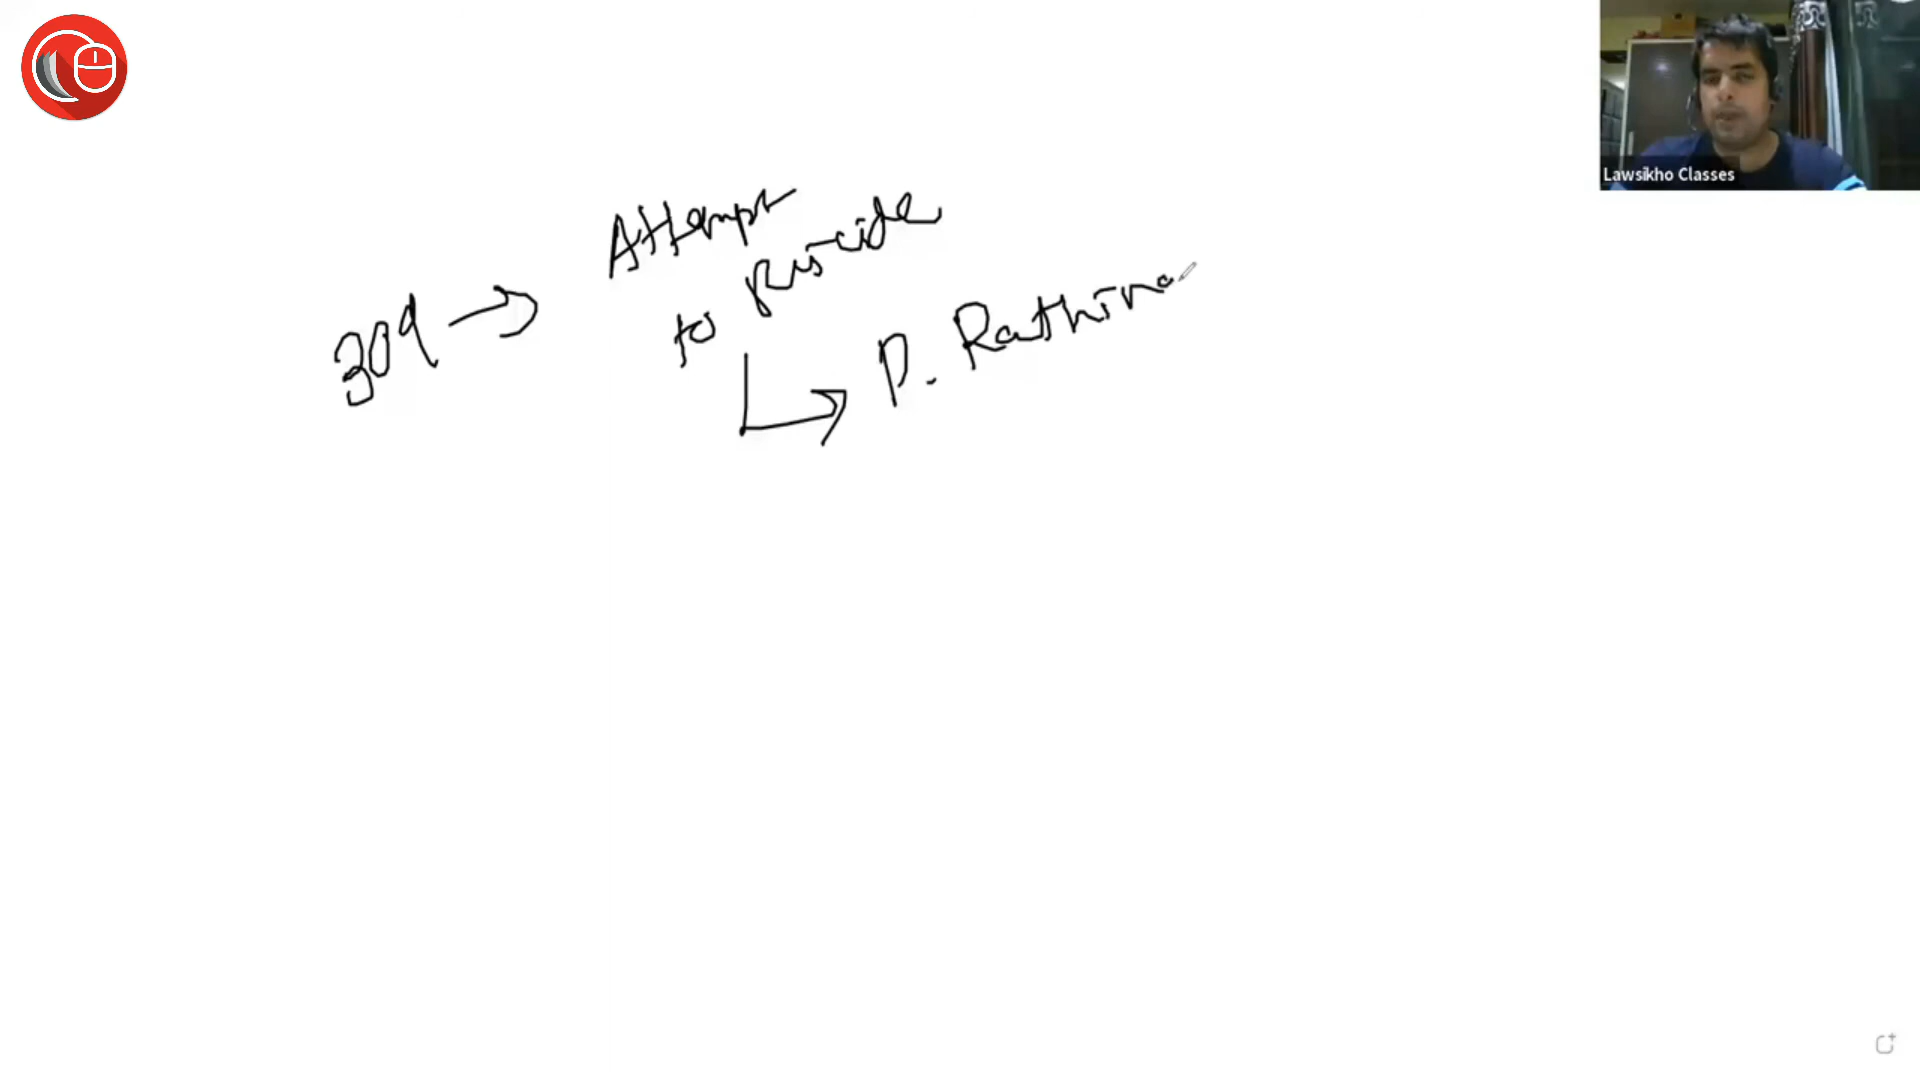 309 → Attempt
to suicide
↳ P. Rathina
Lawsikho Classes